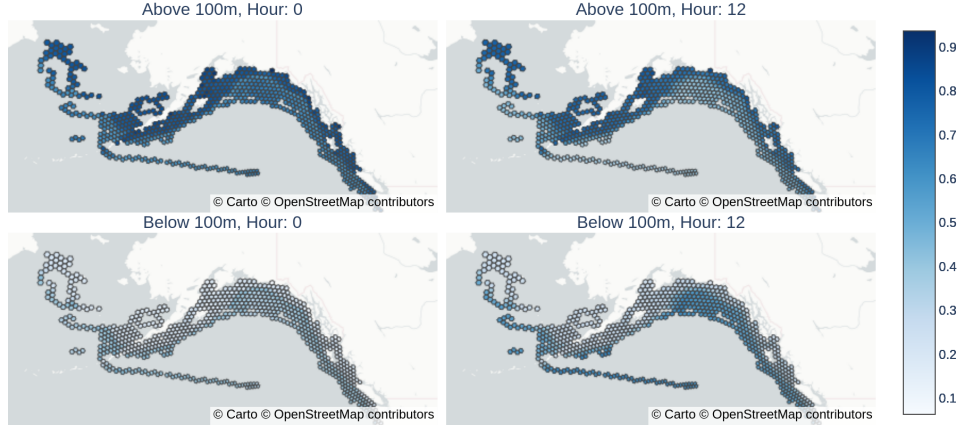 Above 100m, Hour: 0
Above 100m, Hour: 12
© Carto © OpenStreetMap contributors
© Carto © OpenStreetMap contributors
Below 100m, Hour: 0
Below 100m, Hour: 12
© Carto © OpenStreetMap contributors
© Carto © OpenStreetMap contributors
0.9
0.8
0.7
0.6
0.5
0.4
0.3
0.2
0.1